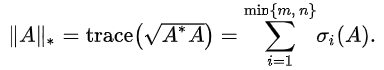 ‖A‖_* = trace(√(A*A)) = ∑_{i=1}^{min{m, n}} σ_i(A).